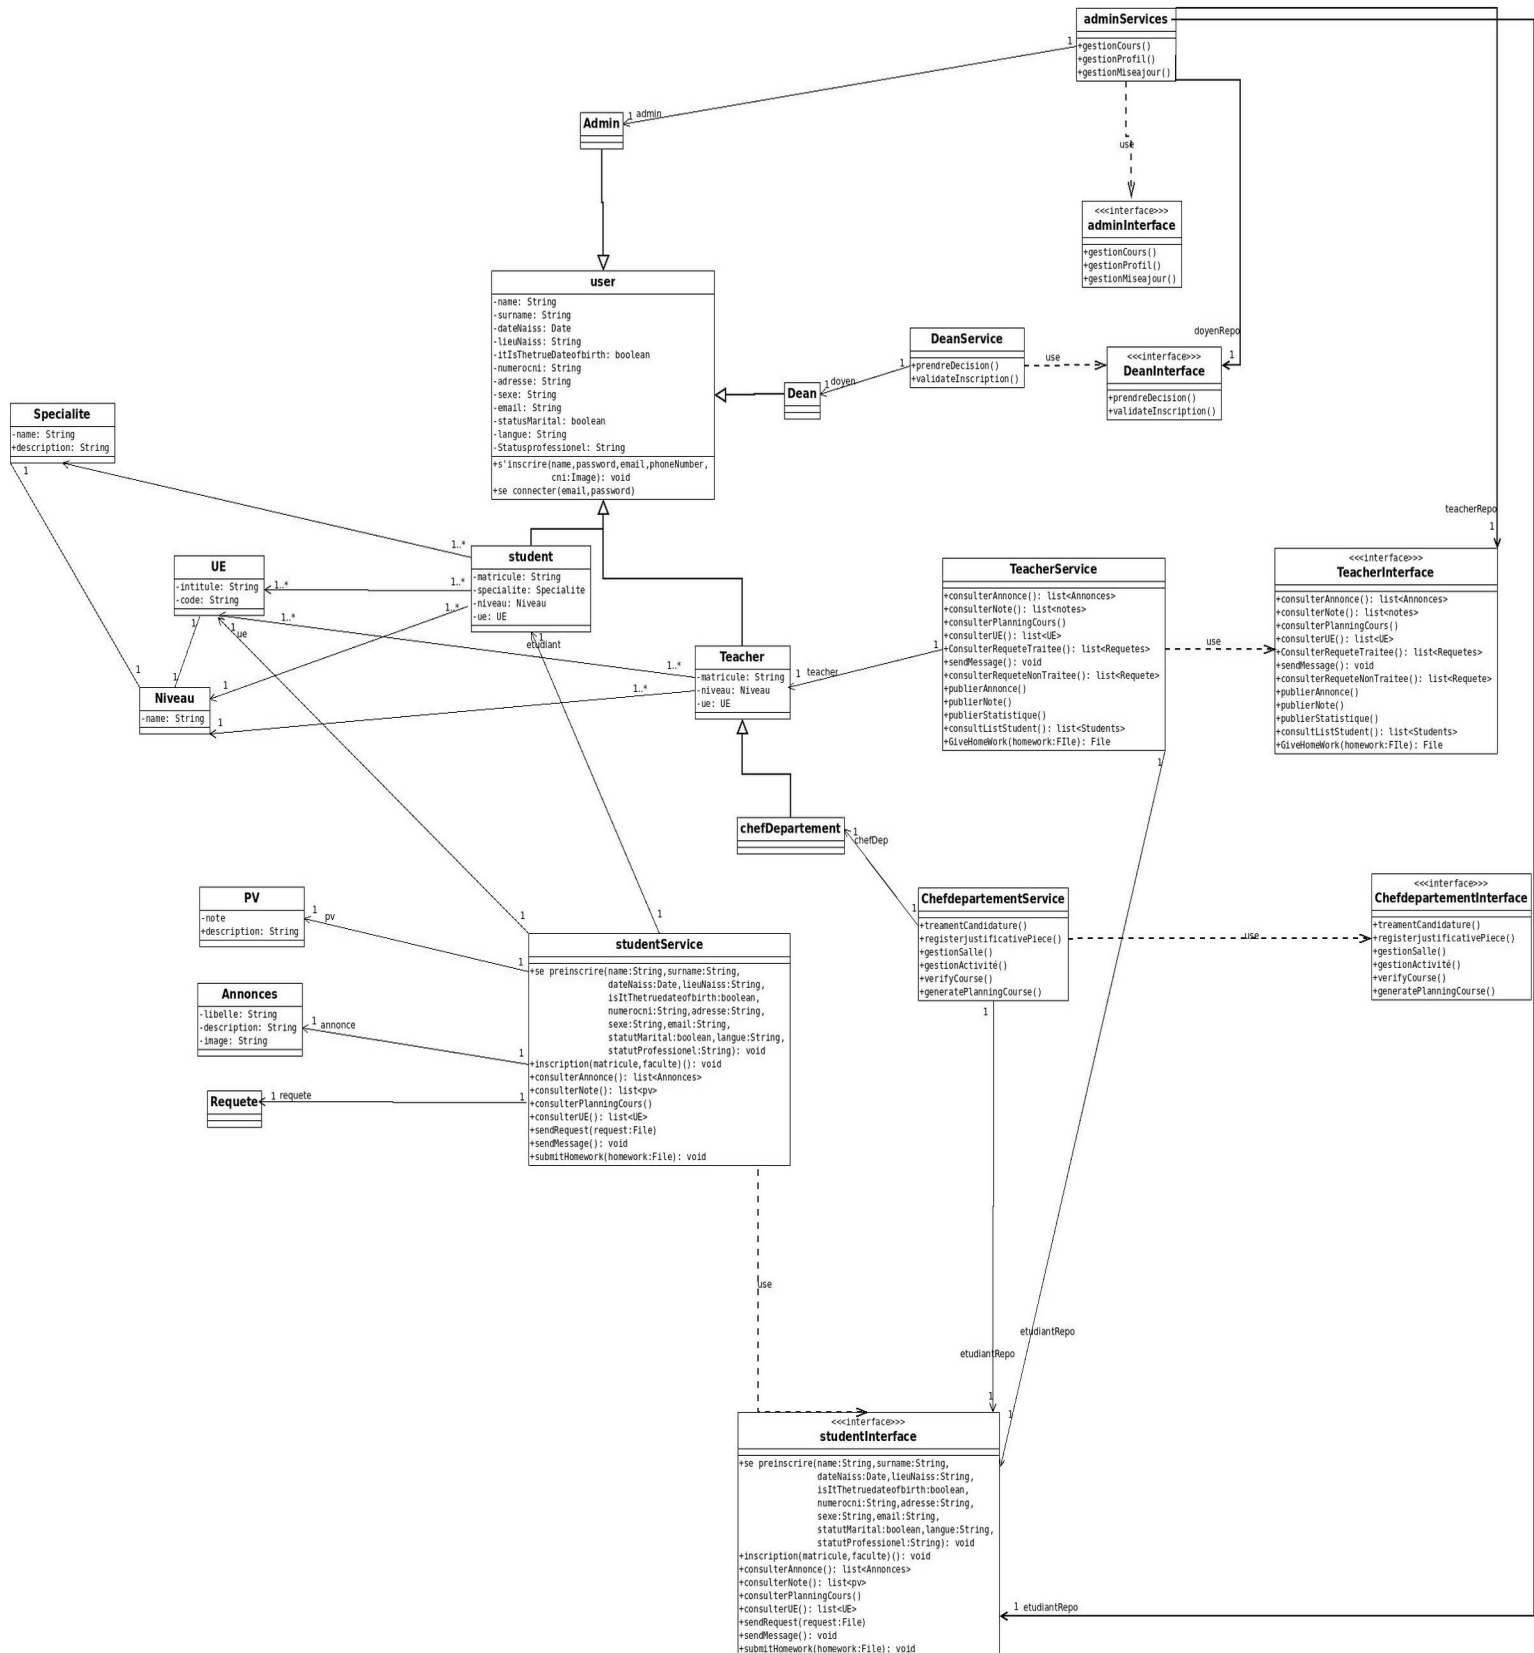 adminServices
+gestionCours()
+gestionProfil()
+gestionMiseajour()
1
1 admin
Admin
use
<<<interface>>>
adminInterface
+gestionCours()
+gestionProfil()
+gestionMiseajour()
user
-name: String
-surname: String
-dateNaiss: Date
-lieuNaiss: String
-itIsThetrueDateofbirth: boolean
-numerocni: String
-adresse: String
-sexe: String
-email: String
-statusMarital: boolean
-langue: String
-Statusprofessionel: String
+s'inscrire(name,password,email,phoneNumber,
cni:Image): void
+se connecter(email,password)
DeanService
+prendreDecision()
+validateInscription()
1
1 doyen
Dean
use
doyenRepo
1
<<<interface>>>
DeanInterface
+prendreDecision()
+validateInscription()
Specialite
-name: String
+description: String
1
1..*
teacherRepo
1
UE
-intitule: String
-code: String
1..*
1..*
1..*
1..*
1
1
ue
student
-matricule: String
-specialite: Specialite
-niveau: Niveau
-ue: UE
1
etudiant
Teacher
-matricule: String
-niveau: Niveau
-ue: UE
1..*
1..*
1
1
1
1
Niveau
-name: String
TeacherService
+consulterAnnonce(): list<Annonces>
+consulterNote(): list<notes>
+consulterPlanningCours()
+consulterUE(): list<UE>
+ConsulterRequeteTraitee(): list<Requetes>
+sendMessage(): void
+consulterRequeteNonTraitee(): list<Requete>
+publierAnnonce()
+publierNote()
+publierStatistique()
+consultListStudent(): list<Students>
+GiveHomeWork(homework:FIle): File
1
1 teacher
1
use
<<<interface>>>
TeacherInterface
+consulterAnnonce(): list<Annonces>
+consulterNote(): list<notes>
+consulterPlanningCours()
+consulterUE(): list<UE>
+ConsulterRequeteTraitee(): list<Requetes>
+sendMessage(): void
+consulterRequeteNonTraitee(): list<Requete>
+publierAnnonce()
+publierNote()
+publierStatistique()
+consultListStudent(): list<Students>
+GiveHomeWork(homework:FIle): File
chefDepartement
1
chefDep
1
ChefdepartementService
+treamentCandidature()
+registerjustificativePiece()
+gestionSalle()
+gestionActivité()
+verifyCourse()
+generatePlanningCourse()
1
use
<<<interface>>>
ChefdepartementInterface
+treamentCandidature()
+registerjustificativePiece()
+gestionSalle()
+gestionActivité()
+verifyCourse()
+generatePlanningCourse()
PV
-note
+description: String
1
pv
1
Annonces
-libelle: String
-description: String
-image: String
1 annonce
1
Requete
1 requete
1
1
1
studentService
+se preinscrire(name:String,surname:String,
dateNaiss:Date,lieuNaiss:String,
isItThetruedateofbirth:boolean,
numerocni:String,adresse:String,
sexe:String,email:String,
statutMarital:boolean,langue:String,
statutProfessionel:String): void
+inscription(matricule,faculte)(): void
+consulterAnnonce(): list<Annonces>
+consulterNote(): list<pv>
+consulterPlanningCours()
+consulterUE(): list<UE>
+sendRequest(request:File)
+sendMessage(): void
+submitHomework(homework:File): void
use
etudiantRepo
etudiantRepo
1
1
<<<interface>>>
studentInterface
+se preinscrire(name:String,surname:String,
dateNaiss:Date,lieuNaiss:String,
isItThetruedateofbirth:boolean,
numerocni:String,adresse:String,
sexe:String,email:String,
statutMarital:boolean,langue:String,
statutProfessionel:String): void
+inscription(matricule,faculte)(): void
+consulterAnnonce(): list<Annonces>
+consulterNote(): list<pv>
+consulterPlanningCours()
+consulterUE(): list<UE>
+sendRequest(request:File)
+sendMessage(): void
+submitHomework(homework:File): void
1 etudiantRepo